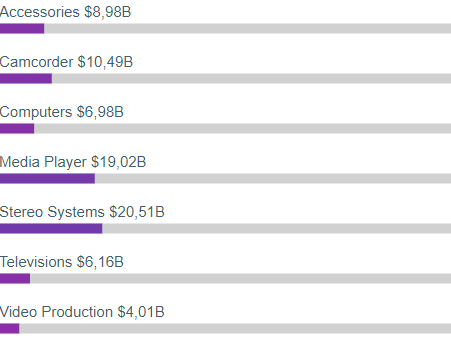 Accessories $8,98B
Camcorder $10,49B
Computers $6,98B
Media Player $19,02B
Stereo Systems $20,51B
Televisions $6,16B
Video Production $4,01B